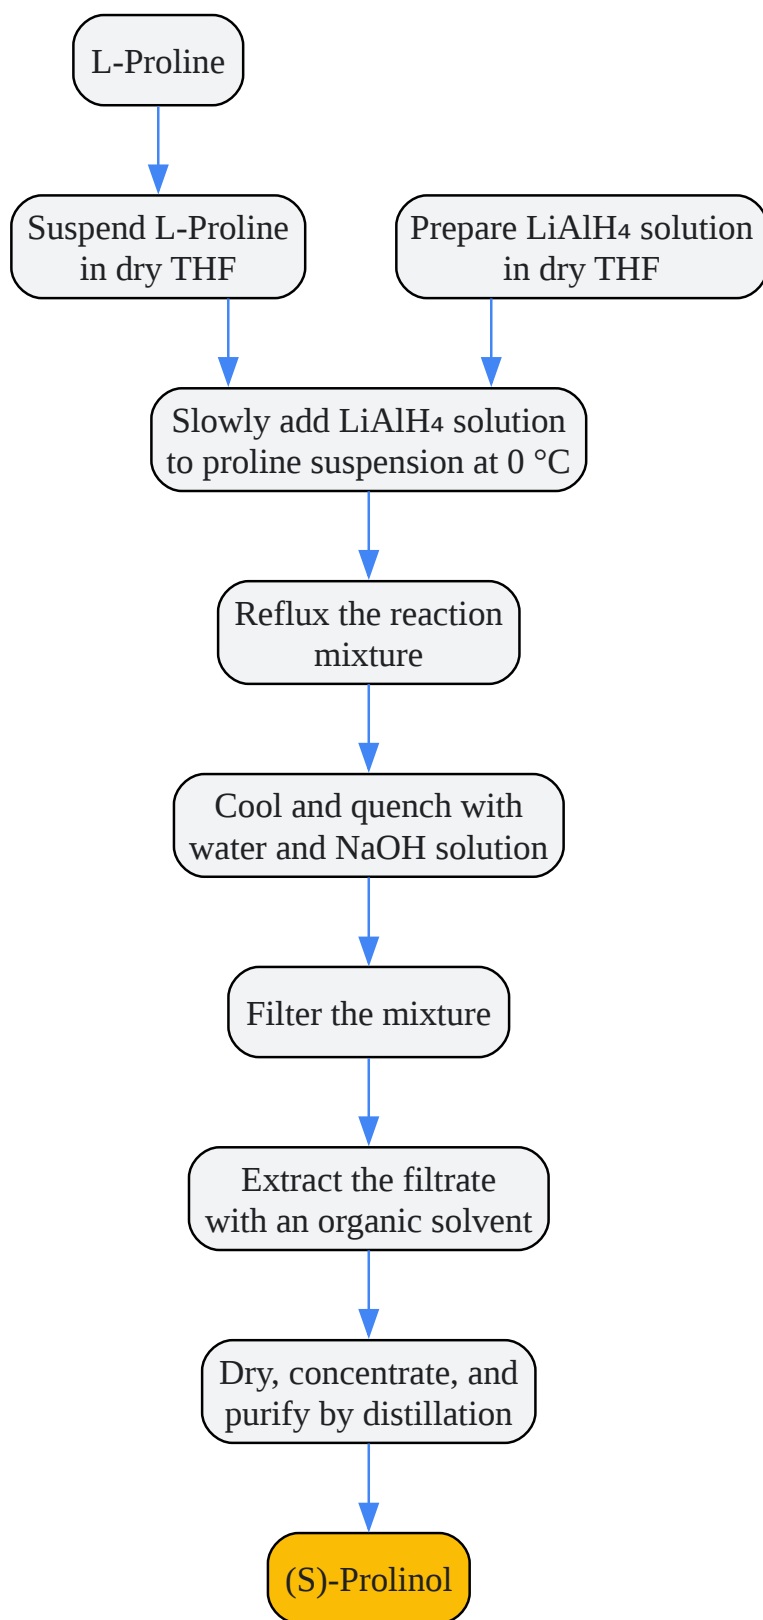 L-Proline
Suspend L-Proline
in dry THF
Prepare LiAlH₄ solution
in dry THF
Slowly add LiAlH₄ solution
to proline suspension at 0 °C
Reflux the reaction
mixture
Cool and quench with
water and NaOH solution
Filter the mixture
Extract the filtrate
with an organic solvent
Dry, concentrate, and
purify by distillation
(S)-Prolinol